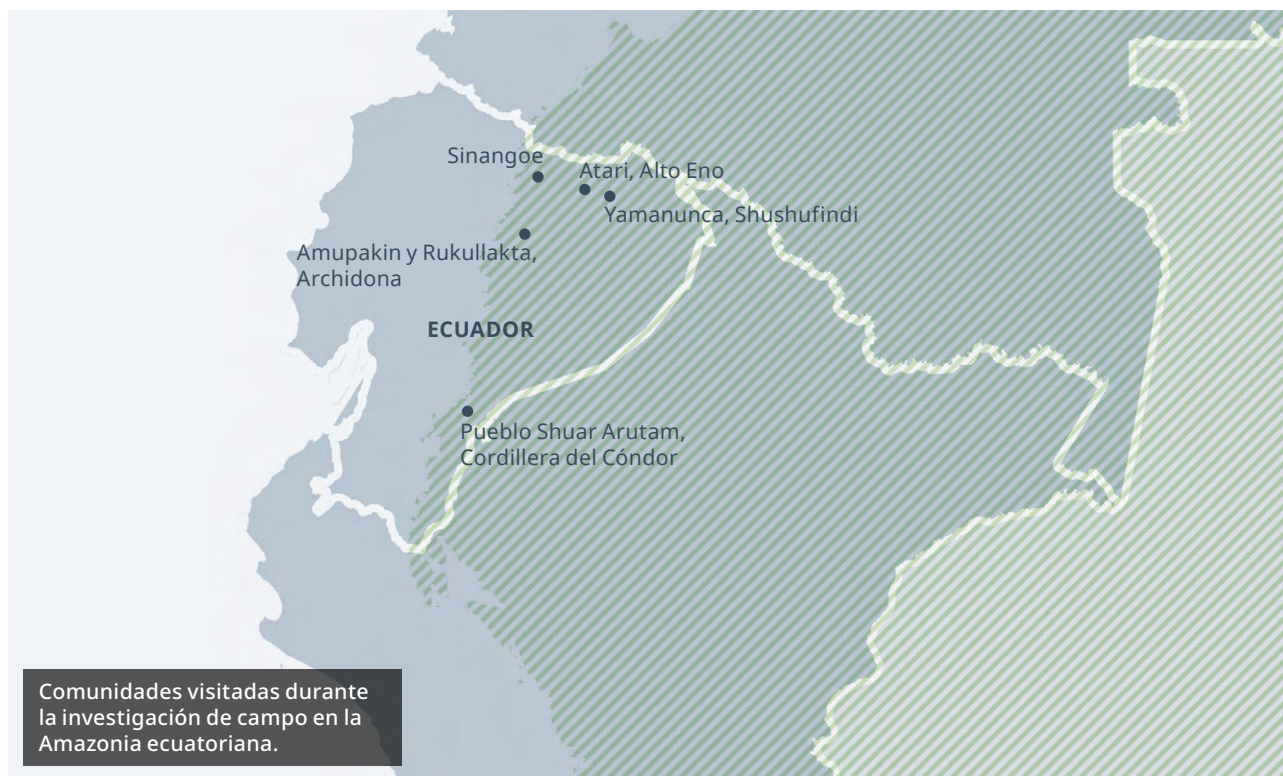 Sinangoe
Atari, Alto Eno
Yamanunca, Shushufindi
Amupakin y Rukullakta,
Archidona
ECUADOR
Pueblo Shuar Arutam,
Cordillera del Cóndor
Comunidades visitadas durante
la investigación de campo en la
Amazonia ecuatoriana.